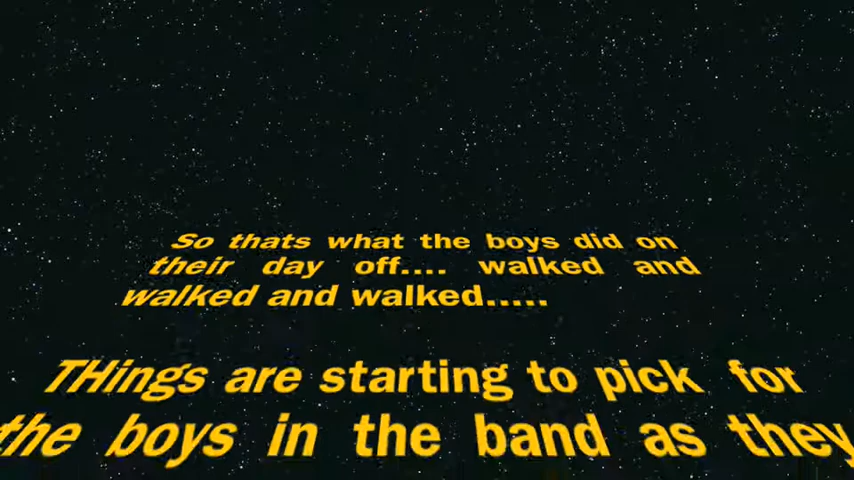 So thats what the boys did on
their day off.... walked and
walked and walked.....
THings are starting to pick for
the boys in the band as they